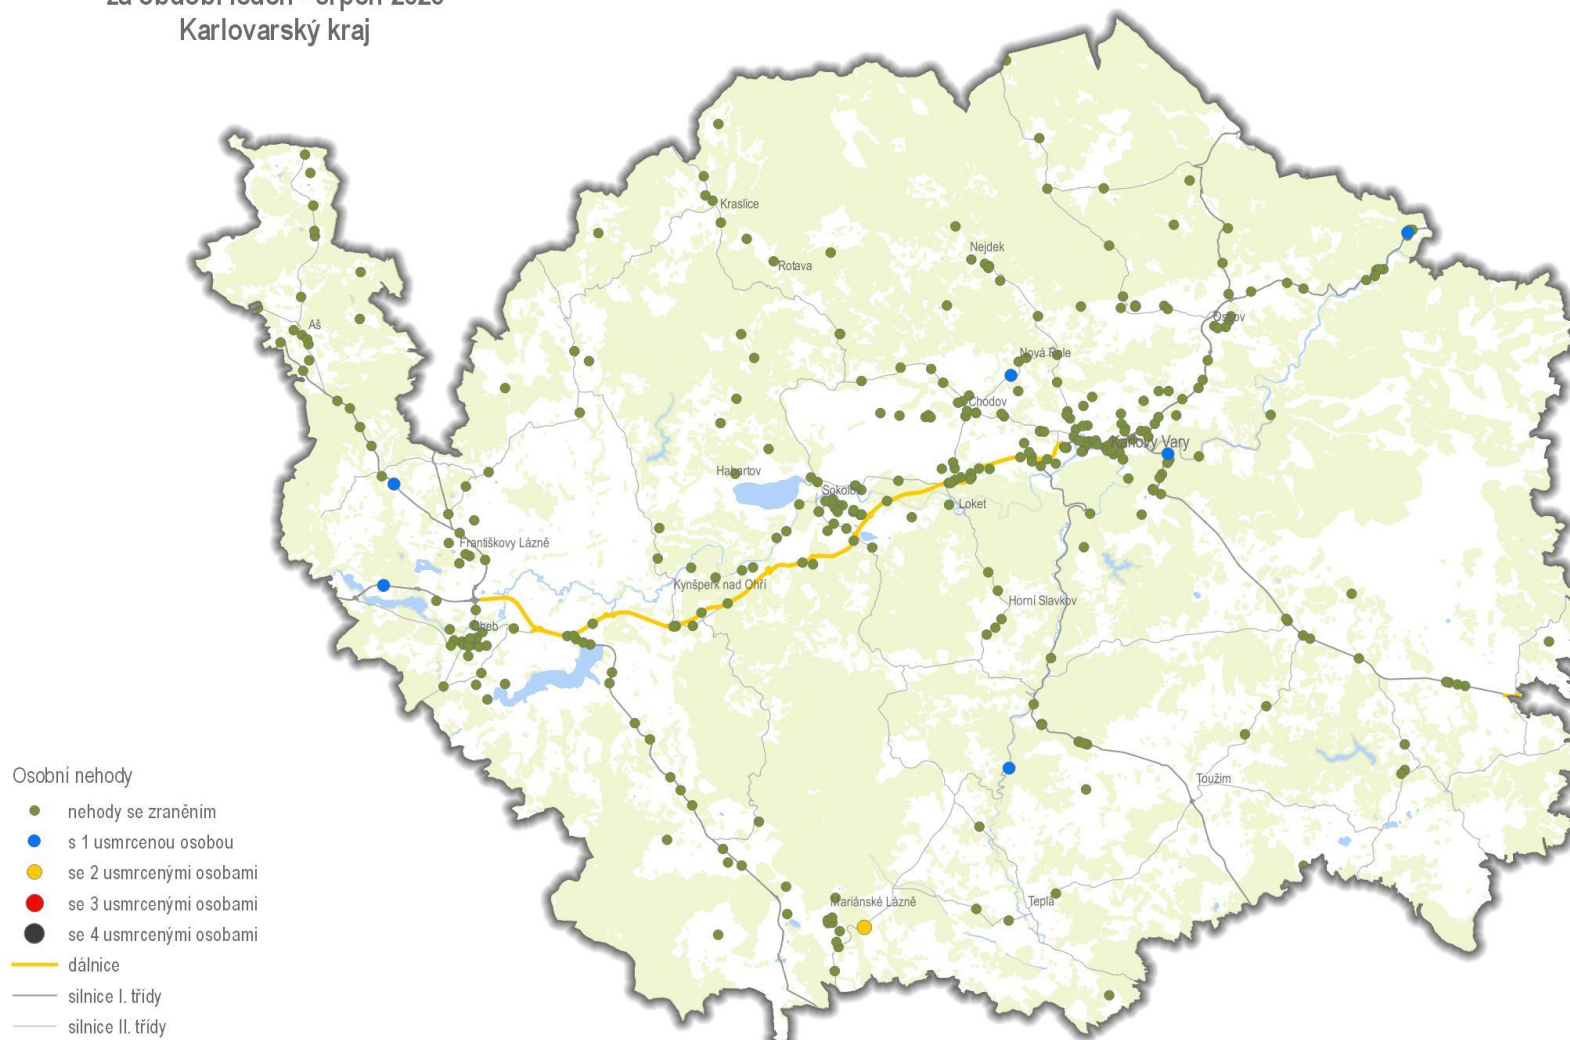 Karlovarský kraj
Kraslice
Nejdek
Rotava
Aš
Ostrov
Nová Role
Chodov
Karlovy Vary
Habartov
Sokolov
Loket
Františkovy Lázně
Kynšperk nad Ohří
Horní Slavkov
Cheb
Toužim
Mariánské Lázně
Teplá
Osobní nehody
nehody se zraněním
s 1 usmrcenou osobou
se 2 usmrcenými osobami
se 3 usmrcenými osobami
se 4 usmrcenými osobami
dálnice
silnice I. třídy
silnice II. třídy